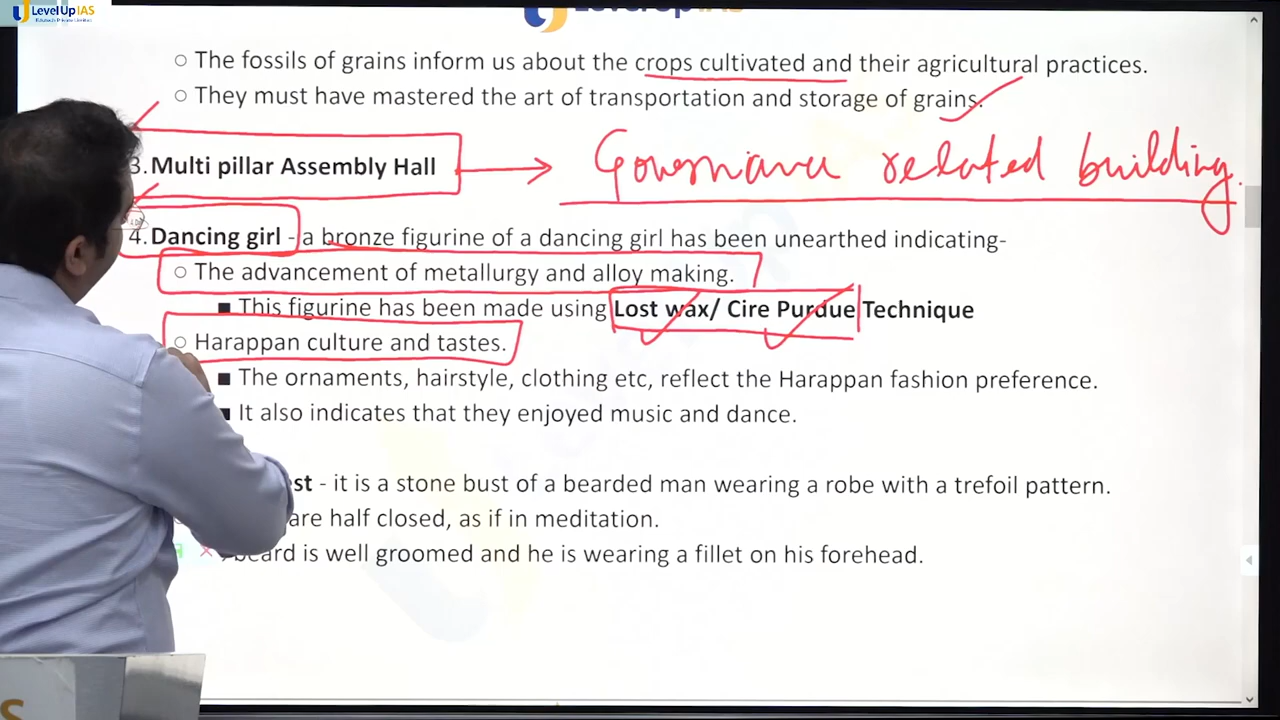 LevelUp IAS
LevelUp IAS
The fossils of grains inform us about the crops cultivated and their agricultural practices.
They must have mastered the art of transportation and storage of grains.
3. Multi pillar Assembly Hall → Governance related building.
4. Dancing girl - a bronze figurine of a dancing girl has been unearthed indicating-
The advancement of metallurgy and alloy making.
This figurine has been made using Lost wax/ Cire Purdue Technique
Harappan culture and tastes.
The ornaments, hairstyle, clothing etc, reflect the Harappan fashion preference.
It also indicates that they enjoyed music and dance.
st - it is a stone bust of a bearded man wearing a robe with a trefoil pattern.
are half closed, as if in meditation.
beard is well groomed and he is wearing a fillet on his forehead.
S